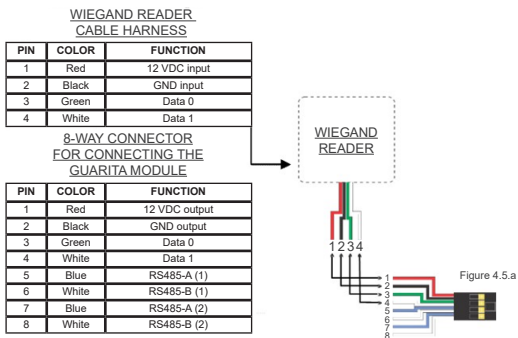 WIEGAND READER
CABLE HARNESS
PIN COLOR FUNCTION
1 Red 12 VDC input
2 Black GND input
3 Green Data 0
4 White Data 1
8-WAY CONNECTOR
FOR CONNECTING THE
GUARITA MODULE
PIN COLOR FUNCTION
1 Red 12 VDC output
2 Black GND output
3 Green Data 0
4 White Data 1
5 Blue RS485-A (1)
6 White RS485-B (1)
7 Blue RS485-A (2)
8 White RS485-B (2)
WIEGAND
READER
1234
1
2
3
4
5
6
7
8
Figure 4.5.a